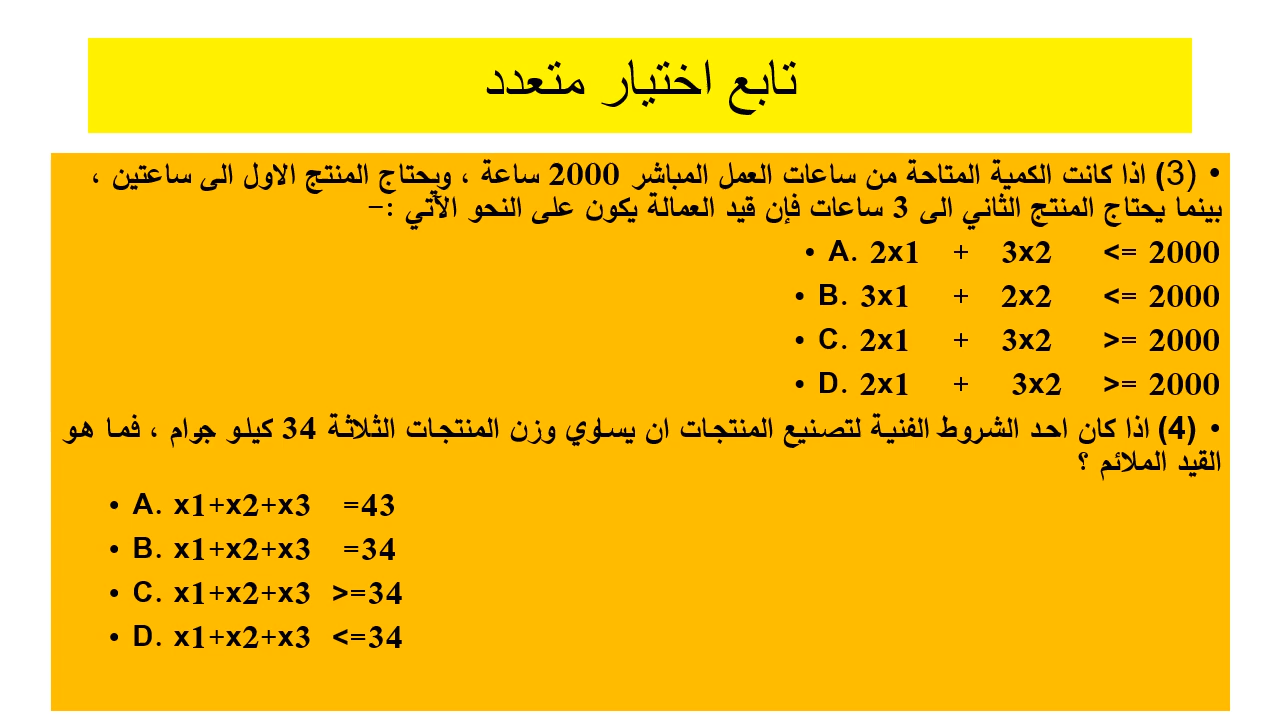 تابع اختيار متعدد
• (3) اذا كانت الكمية المتاحة من ساعات العمل المباشر 2000 ساعة ، ويحتاج المنتج الاول الى ساعتين ،
بينما يحتاج المنتج الثاني الى 3 ساعات فإن قيد العمالة يكون على النحو الآتي :-
• A. 2x1 + 3x2 <= 2000
• B. 3x1 + 2x2 <= 2000
• C. 2x1 + 3x2 >= 2000
• D. 2x1 + 3x2 >= 2000
• (4) اذا كان احد الشروط الفنية لتصنيع المنتجات ان يساوي وزن المنتجات الثلاثة 34 كيلو جوام ، فما هو
القيد الملائم ؟
• A. x1+x2+x3 =43
• B. x1+x2+x3 =34
• C. x1+x2+x3 >=34
• D. x1+x2+x3 <=34